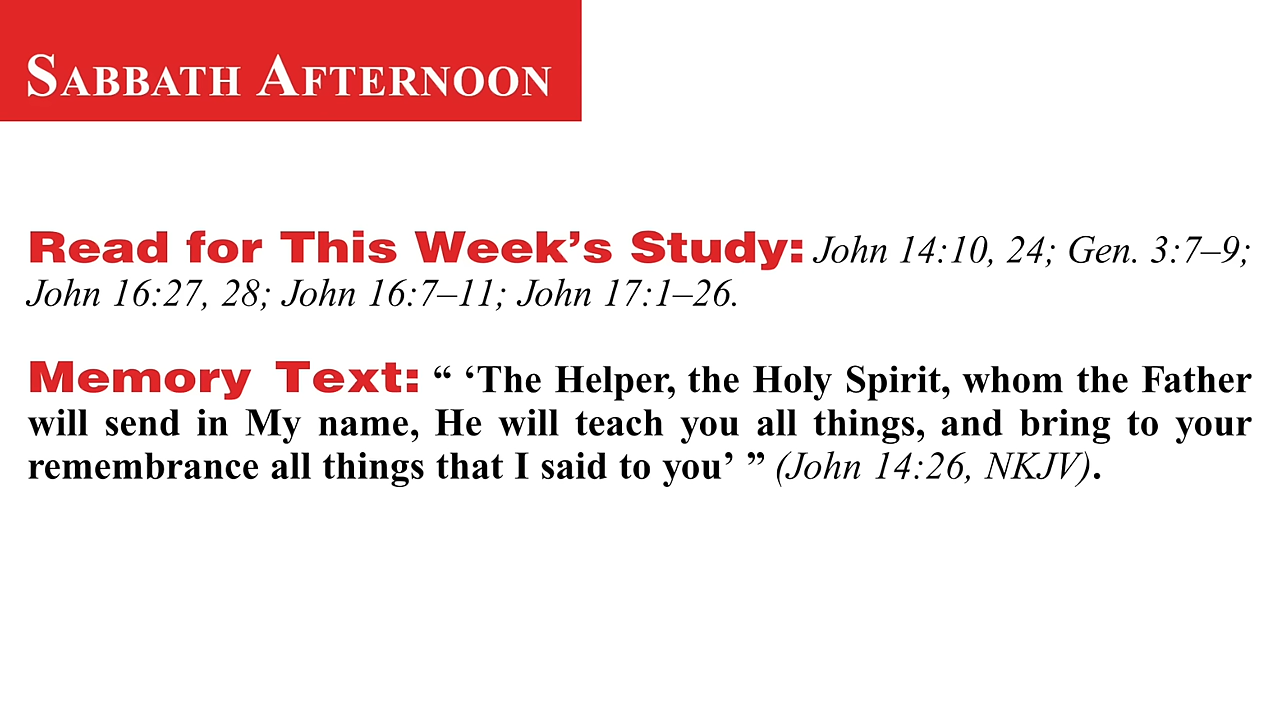 SABBATH AFTERNOON
Read for This Week’s Study: John 14:10, 24; Gen. 3:7–9;
John 16:27, 28; John 16:7–11; John 17:1–26.
Memory Text: “ ‘The Helper, the Holy Spirit, whom the Father
will send in My name, He will teach you all things, and bring to your
remembrance all things that I said to you’ ” (John 14:26, NKJV).